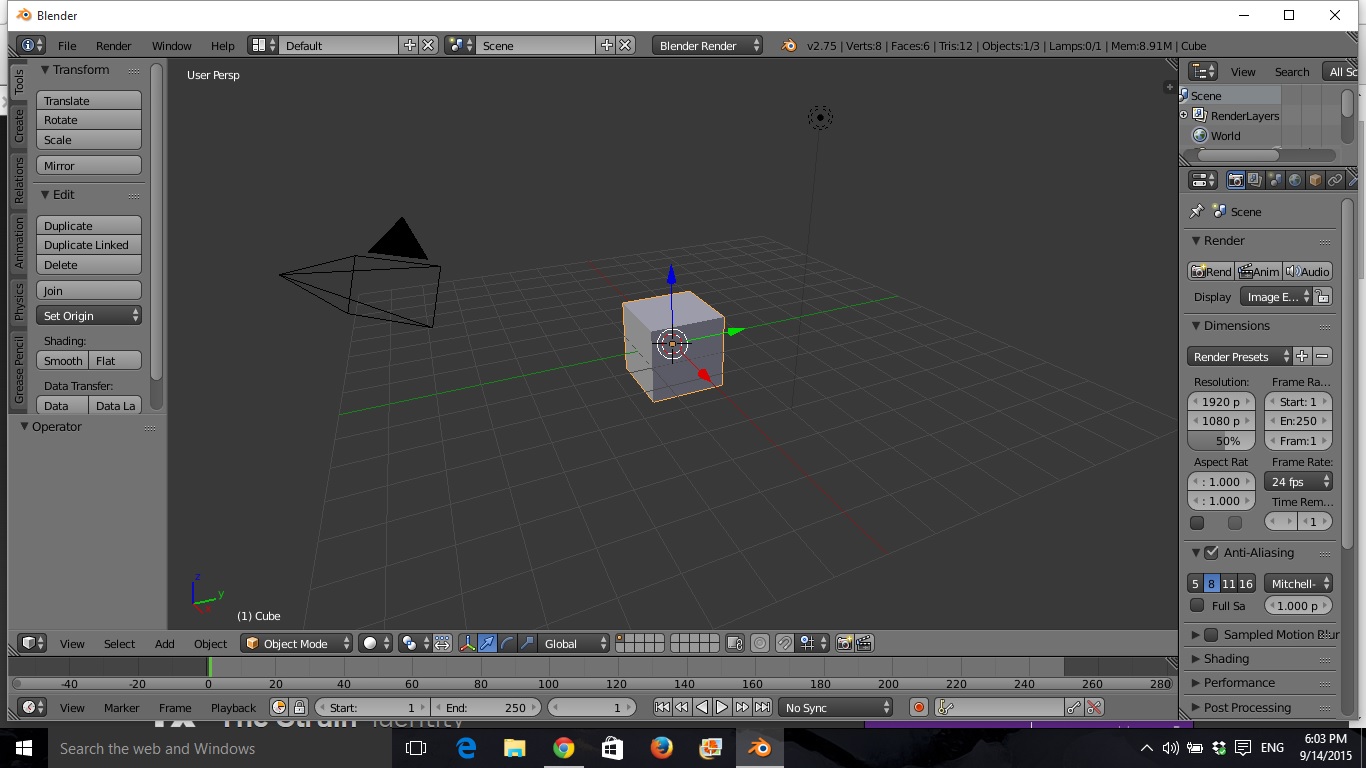 Blender
File Render Window Help Default Scene Blender Render v2.75 | Verts:8 | Faces:6 | Tris:12 | Objects:1/3 | Lamps:0/1 | Mem:8.91M | Cube
Tools
Create
Relations
Animation
Physics
Grease Pencil
Transform
Translate
Rotate
Scale
Mirror
Edit
Duplicate
Duplicate Linked
Delete
Join
Set Origin
Shading:
Smooth Flat
Data Transfer:
Data Data La
Operator
User Persp
z
y
(1) Cube
View Search All Sc
Scene
RenderLayers
World
Scene
Render
Rend Anim Audio
Display Image E...
Dimensions
Render Presets
Resolution: Frame Ra...
1920 p Start: 1
1080 p En:250
50% Fram:1
Aspect Rat Frame Rate:
: 1.000 24 fps
: 1.000 Time Rem...
1
Anti-Aliasing
5 8 11 16 Mitchell-
Full Sa 1.000 p
Sampled Motion Blur
Shading
Performance
Post Processing
View Select Add Object Object Mode Global
-40 -20 0 20 40 60 80 100 120 140 160 180 200 220 240 260 280
View Marker Frame Playback Start: 1 End: 250 1 No Sync
The Strain Identity
Search the web and Windows
ENG
6:03 PM
9/14/2015